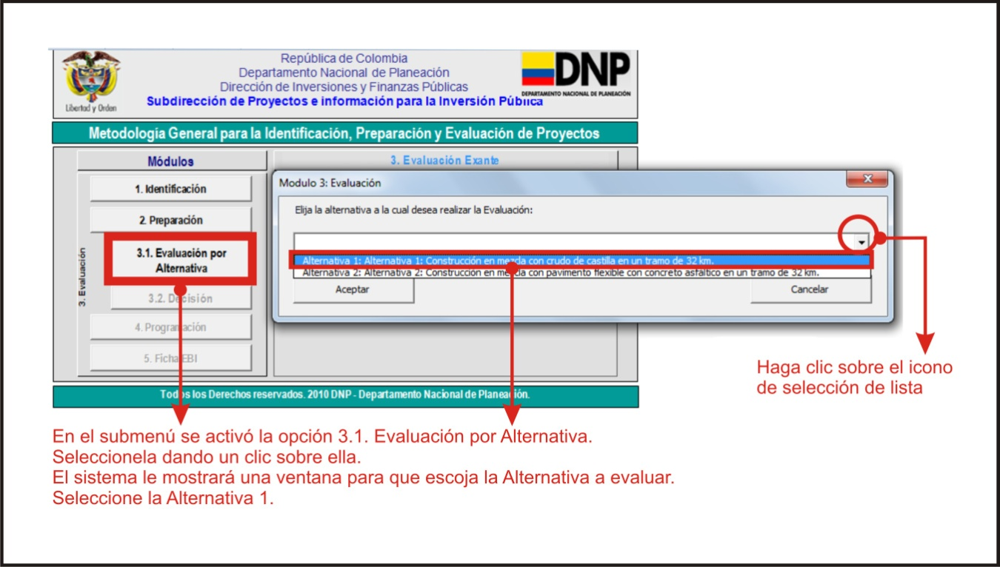 República de Colombia
Departamento Nacional de Planeación
Dirección de Inversiones y Finanzas Públicas
Subdirección de Proyectos e información para la Inversión Pública
Libertad y Orden
DNP
DEPARTAMENTO NACIONAL DE PLANEACIÓN
Metodología General para la Identificación, Preparación y Evaluación de Proyectos
Módulos
3. Evaluación Exante
1. Identificación
2. Preparación
3. Evaluación
3.1. Evaluación por
Alternativa
3.2. Decisión
4. Programación
5. Ficha EBI
Modulo 3: Evaluación
Elija la alternativa a la cual desea realizar la Evaluación:
Alternativa 1: Alternativa 1: Construcción en mezcla con crudo de castilla en un tramo de 32 km.
Alternativa 2: Alternativa 2: Construcción en mezcla con pavimento flexible con concreto asfáltico en un tramo de 32 km.
Aceptar
Cancelar
Todos los Derechos reservados. 2010 DNP - Departamento Nacional de Planeación.
Haga clic sobre el icono
de selección de lista
En el submenú se activó la opción 3.1. Evaluación por Alternativa.
Seleccionela dando un clic sobre ella.
El sistema le mostrará una ventana para que escoja la Alternativa a evaluar.
Seleccione la Alternativa 1.